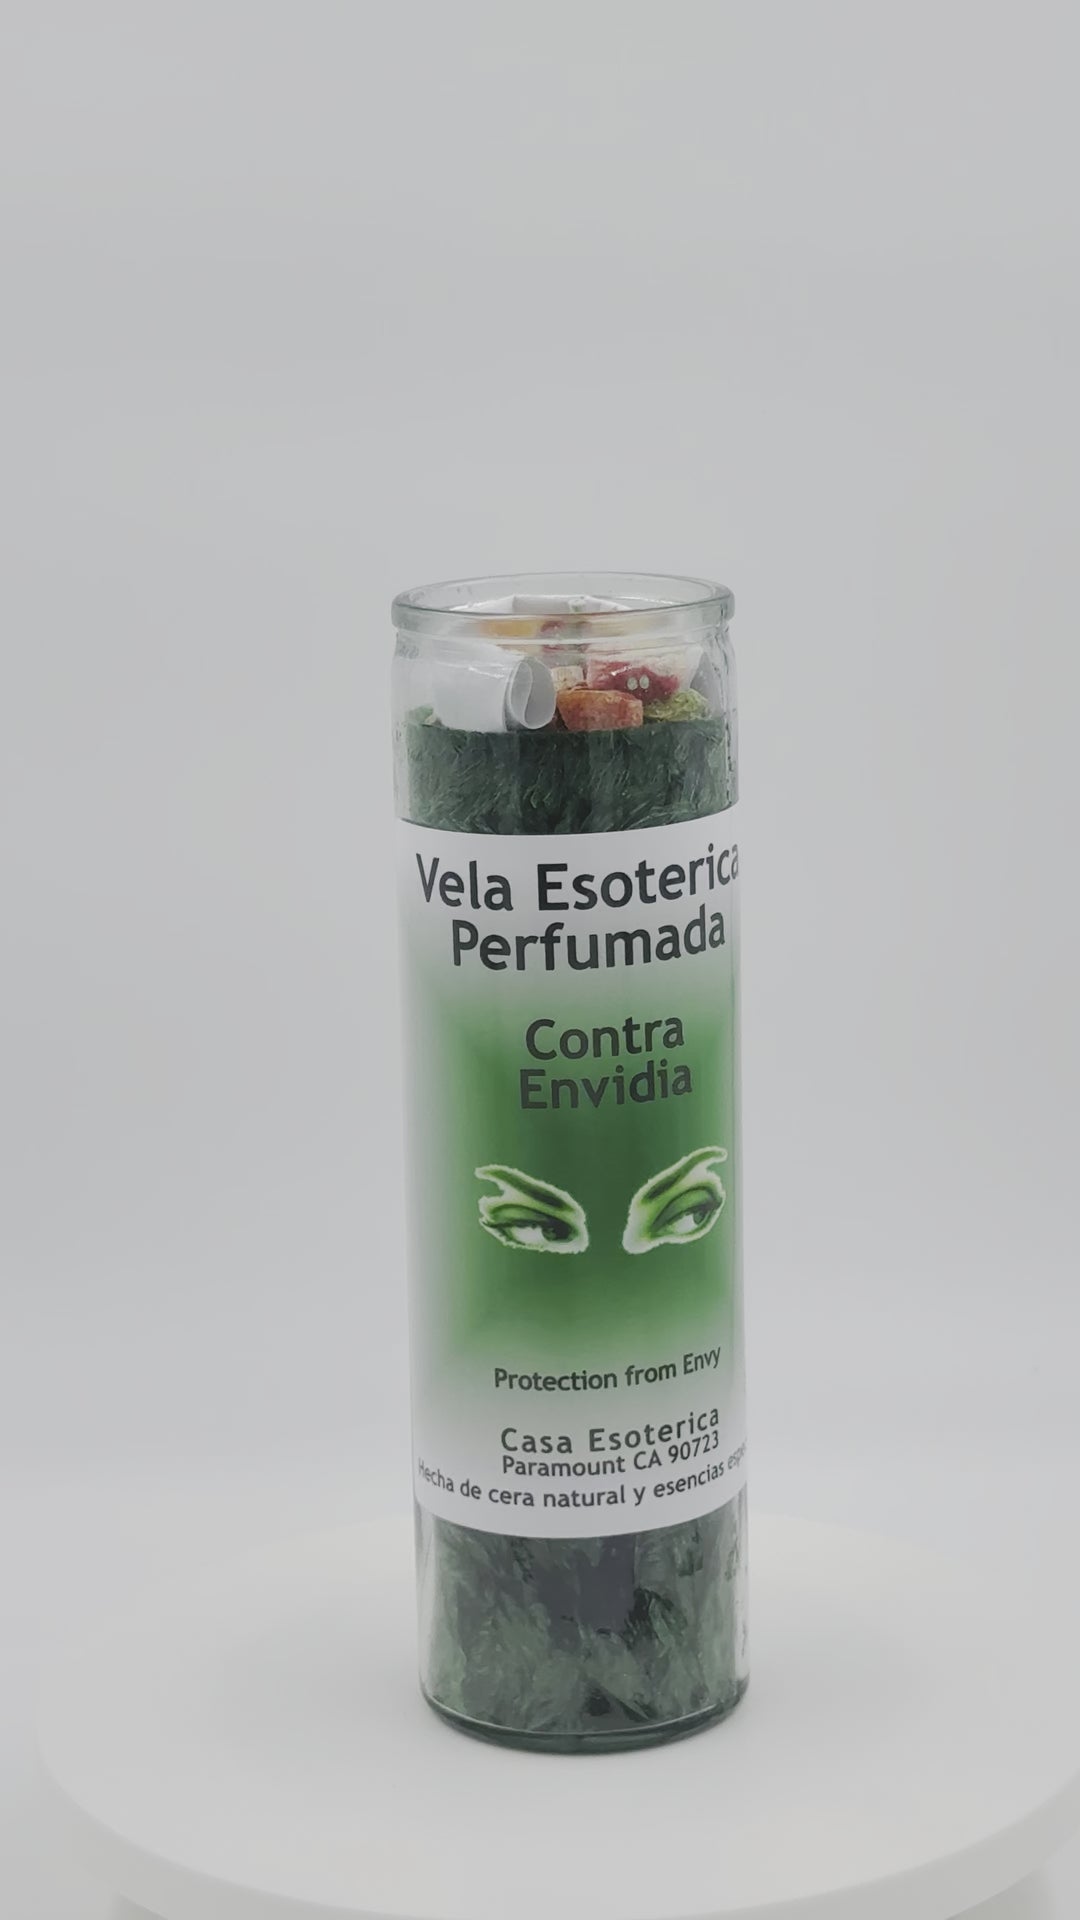 Vela Esoterica
Perfumada
Contra
Envidia
Protection from Envy
Casa Esoterica
Paramount CA 90723
Hecha de cera natural y esencias